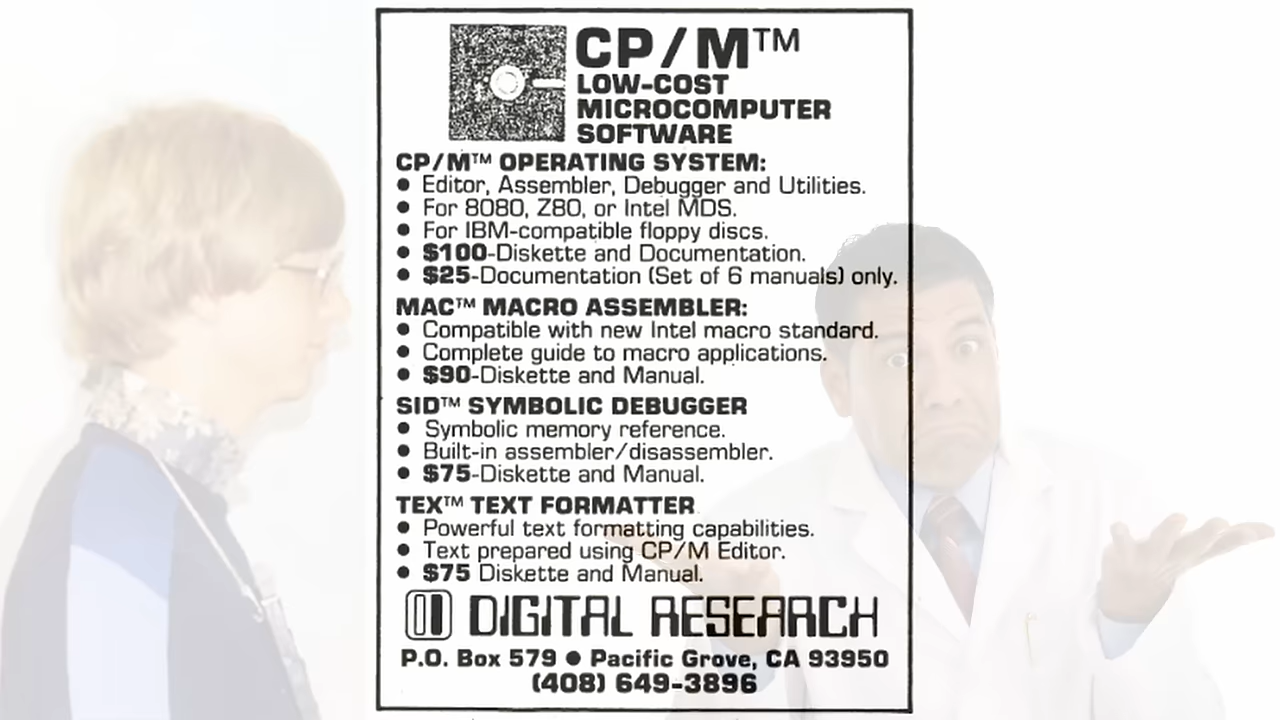 CP/M™
LOW-COST
MICROCOMPUTER
SOFTWARE
CP/M™ OPERATING SYSTEM:
● Editor, Assembler, Debugger and Utilities.
● For 8080, Z80, or Intel MDS.
● For IBM-compatible floppy discs.
● $100-Diskette and Documentation.
● $25-Documentation (Set of 6 manuals) only.
MAC™ MACRO ASSEMBLER:
● Compatible with new Intel macro standard.
● Complete guide to macro applications.
● $90-Diskette and Manual.
SID™ SYMBOLIC DEBUGGER
● Symbolic memory reference.
● Built-in assembler/disassembler.
● $75-Diskette and Manual.
TEX™ TEXT FORMATTER
● Powerful text formatting capabilities.
● Text prepared using CP/M Editor.
● $75 Diskette and Manual.
DIGITAL RESEARCH
P.O. Box 579 ● Pacific Grove, CA 93950
(408) 649-3896